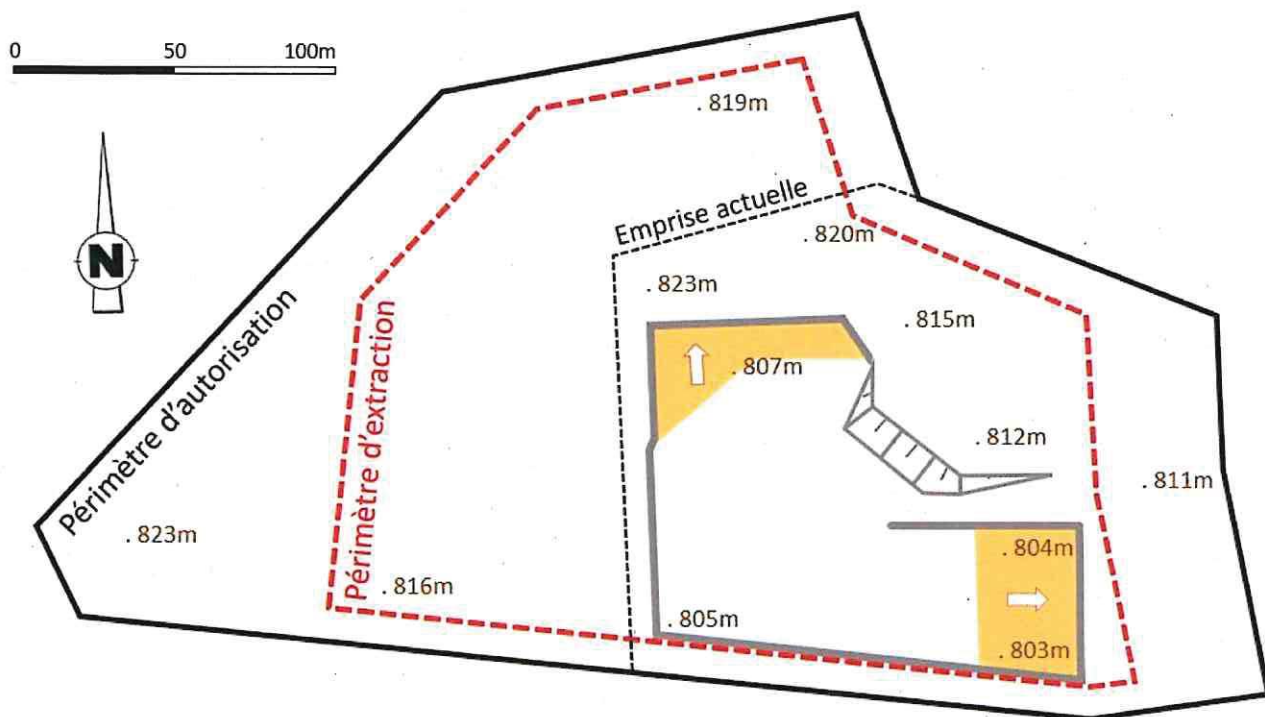 0 50 100m
. 819m
N
Emprise actuelle
. 820m
. 823m
. 815m
Périmètre d'autorisation
Périmètre d'extraction
. 807m
. 812m
. 811m
. 823m
. 804m
. 816m
. 805m
. 803m